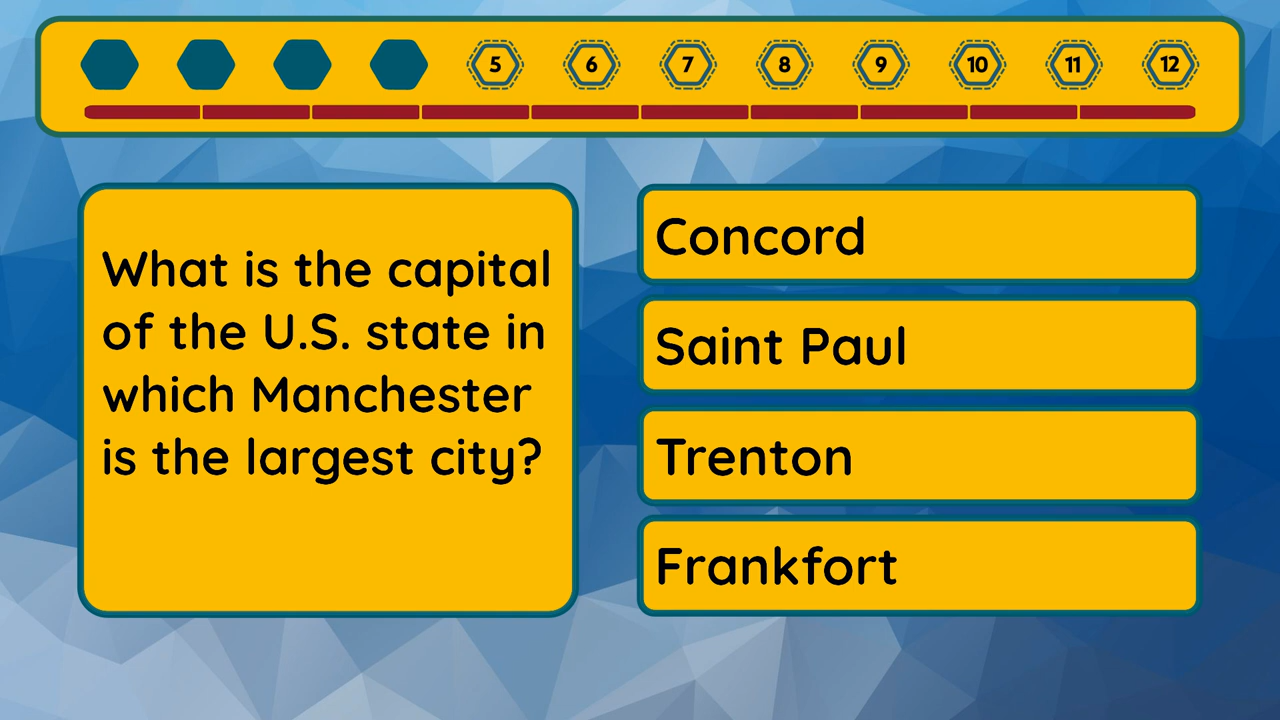 5 6 7 8 9 10 11 12
What is the capital
of the U.S. state in
which Manchester
is the largest city?
Concord
Saint Paul
Trenton
Frankfort